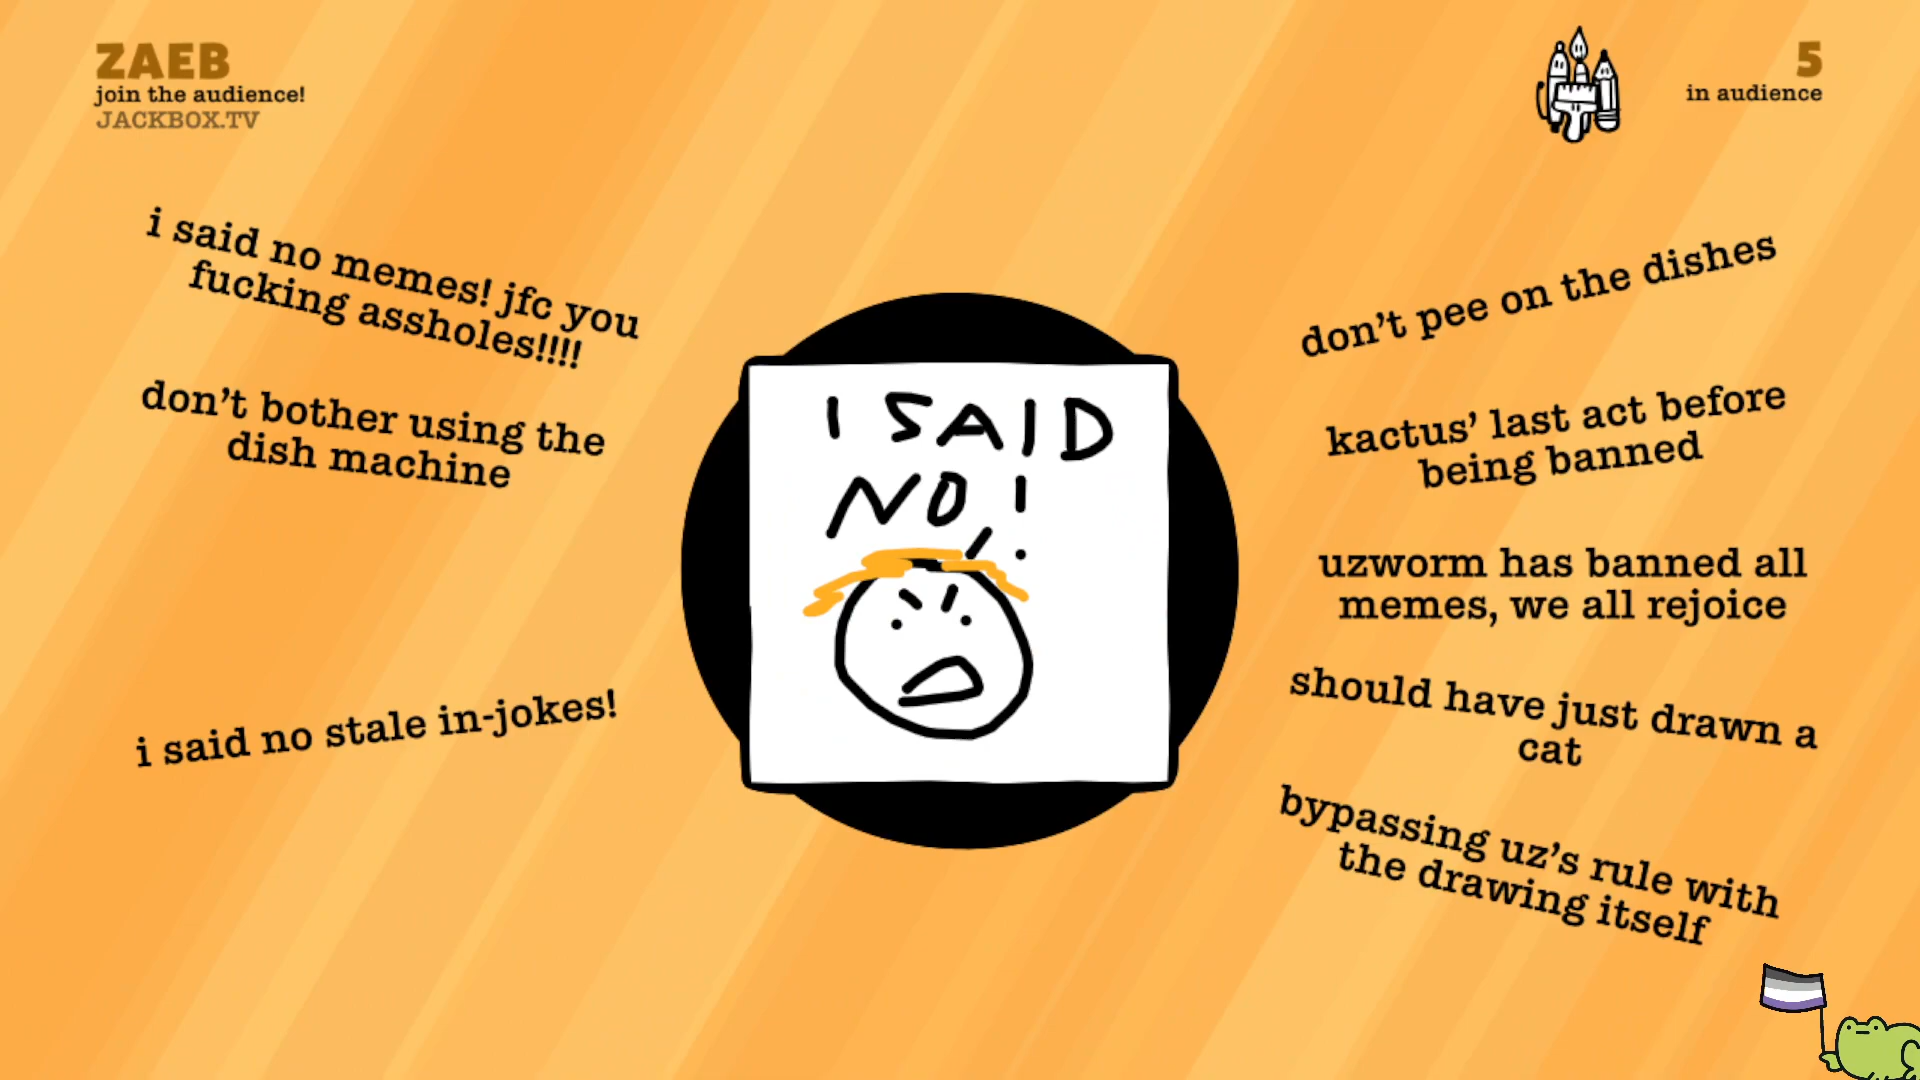 ZAEB
join the audience!
JACKBOX.TV
5
in audience
i said no memes! jfc you
fucking assholes!!!!
don't bother using the
dish machine
i said no stale in-jokes!
I SAID
NO,!
don't pee on the dishes
kactus' last act before
being banned
uzworm has banned all
memes, we all rejoice
should have just drawn a
cat
bypassing uz's rule with
the drawing itself